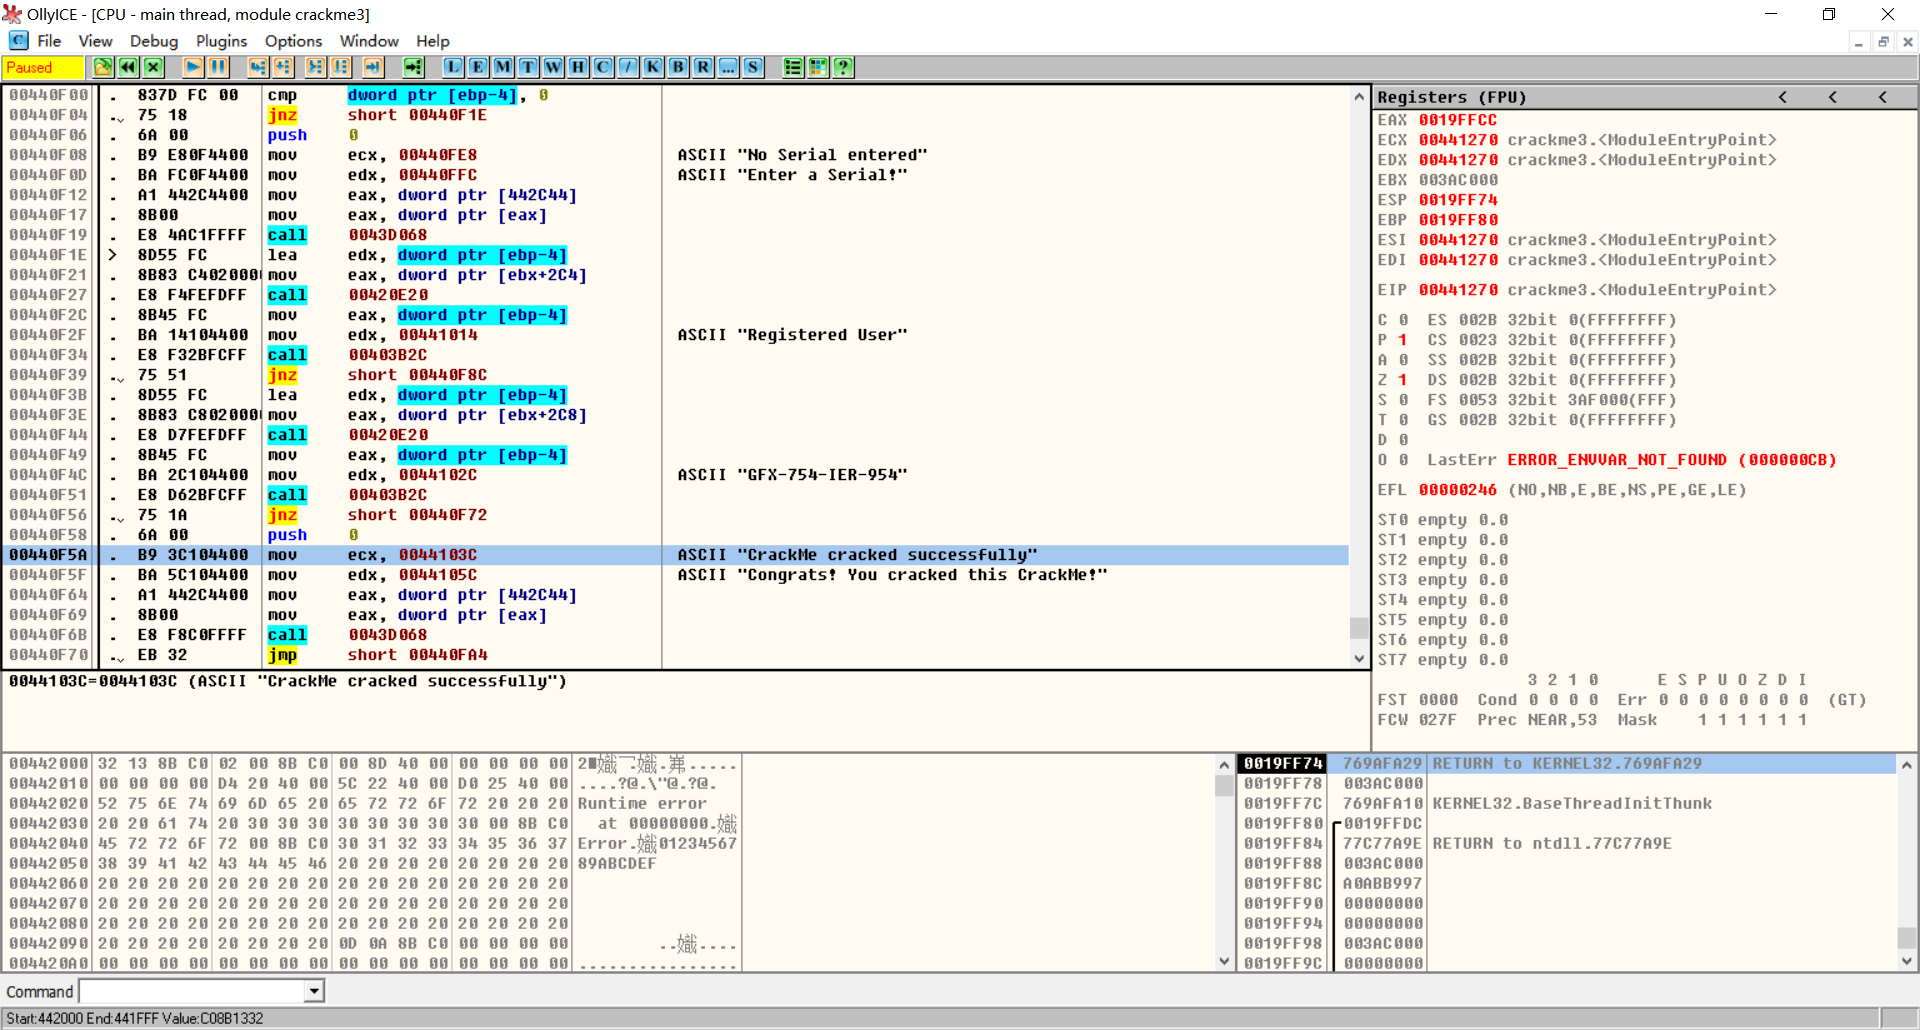 OllyICE - [CPU - main thread, module crackme3]
File View Debug Plugins Options Window Help
Paused L E M T W H C / K B R ... S ?
00440F00 . 837D FC 00 cmp dword ptr [ebp-4], 0
00440F04 .ˬ 75 18 jnz short 00440F1E
00440F06 . 6A 00 push 0
00440F08 . B9 E80F4400 mov ecx, 00440FE8 ASCII "No Serial entered"
00440F0D . BA FC0F4400 mov edx, 00440FFC ASCII "Enter a Serial!"
00440F12 . A1 442C4400 mov eax, dword ptr [442C44]
00440F17 . 8B00 mov eax, dword ptr [eax]
00440F19 . E8 4AC1FFFF call 0043D068
00440F1E > 8D55 FC lea edx, dword ptr [ebp-4]
00440F21 . 8B83 C402000 mov eax, dword ptr [ebx+2C4]
00440F27 . E8 F4FEFDFF call 00420E20
00440F2C . 8B45 FC mov eax, dword ptr [ebp-4]
00440F2F . BA 14104400 mov edx, 00441014 ASCII "Registered User"
00440F34 . E8 F32BFCFF call 00403B2C
00440F39 .ˬ 75 51 jnz short 00440F8C
00440F3B . 8D55 FC lea edx, dword ptr [ebp-4]
00440F3E . 8B83 C802000 mov eax, dword ptr [ebx+2C8]
00440F44 . E8 D7FEFDFF call 00420E20
00440F49 . 8B45 FC mov eax, dword ptr [ebp-4]
00440F4C . BA 2C104400 mov edx, 0044102C ASCII "GFX-754-IER-954"
00440F51 . E8 D62BFCFF call 00403B2C
00440F56 .ˬ 75 1A jnz short 00440F72
00440F58 . 6A 00 push 0
00440F5A . B9 3C104400 mov ecx, 0044103C ASCII "CrackMe cracked successfully"
00440F5F . BA 5C104400 mov edx, 0044105C ASCII "Congrats! You cracked this CrackMe!"
00440F64 . A1 442C4400 mov eax, dword ptr [442C44]
00440F69 . 8B00 mov eax, dword ptr [eax]
00440F6B . E8 F8C0FFFF call 0043D068
00440F70 .ˬ EB 32 jmp short 00440FA4
0044103C=0044103C (ASCII "CrackMe cracked successfully")
Registers (FPU) < < <
EAX 0019FFCC
ECX 00441270 crackme3.<ModuleEntryPoint>
EDX 00441270 crackme3.<ModuleEntryPoint>
EBX 003AC000
ESP 0019FF74
EBP 0019FF80
ESI 00441270 crackme3.<ModuleEntryPoint>
EDI 00441270 crackme3.<ModuleEntryPoint>
EIP 00441270 crackme3.<ModuleEntryPoint>
C 0 ES 002B 32bit 0(FFFFFFFF)
P 1 CS 0023 32bit 0(FFFFFFFF)
A 0 SS 002B 32bit 0(FFFFFFFF)
Z 1 DS 002B 32bit 0(FFFFFFFF)
S 0 FS 0053 32bit 3AF000(FFF)
T 0 GS 002B 32bit 0(FFFFFFFF)
D 0
O 0 LastErr ERROR_ENVVAR_NOT_FOUND (000000CB)
EFL 00000246 (NO,NB,E,BE,NS,PE,GE,LE)
ST0 empty 0.0
ST1 empty 0.0
ST2 empty 0.0
ST3 empty 0.0
ST4 empty 0.0
ST5 empty 0.0
ST6 empty 0.0
ST7 empty 0.0
3 2 1 0 E S P U O Z D I
FST 0000 Cond 0 0 0 0 Err 0 0 0 0 0 0 0 0 (GT)
FCW 027F Prec NEAR,53 Mask 1 1 1 1 1 1
00442000 32 13 8B C0 02 00 8B C0 00 8D 40 00 00 00 00 00
00442010 00 00 00 00 D4 20 40 00 5C 22 40 00 D0 25 40 00 ....?@.\"@.?@.
00442020 52 75 6E 74 69 6D 65 20 65 72 72 6F 72 20 20 20 Runtime error
00442030 20 20 61 74 20 30 30 30 30 30 30 30 30 00 8B C0 at 00000000.
00442040 45 72 72 6F 72 00 8B C0 30 31 32 33 34 35 36 37 Error.01234567
00442050 38 39 41 42 43 44 45 46 20 20 20 20 20 20 20 20 89ABCDEF
00442060 20 20 20 20 20 20 20 20 20 20 20 20 20 20 20 20
00442070 20 20 20 20 20 20 20 20 20 20 20 20 20 20 20 20
00442080 20 20 20 20 20 20 20 20 20 20 20 20 20 20 20 20
00442090 20 20 20 20 20 20 20 20 0D 0A 8B C0 00 00 00 00
004420A0 00 00 00 00 00 00 00 00 00 00 00 00 00 00 00 00 ................
0019FF74 769AFA29 RETURN to KERNEL32.769AFA29
0019FF78 003AC000
0019FF7C 769AFA10 KERNEL32.BaseThreadInitThunk
0019FF80 0019FFDC
0019FF84 77C77A9E RETURN to ntdll.77C77A9E
0019FF88 003AC000
0019FF8C A0ABB997
0019FF90 00000000
0019FF94 00000000
0019FF98 003AC000
0019FF9C 00000000
Command
Start:442000 End:441FFF Value:C08B1332